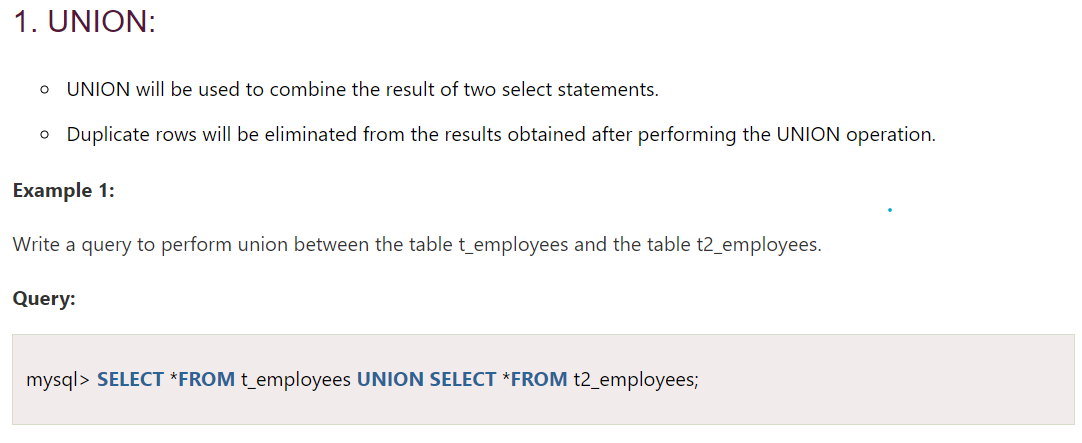 1. UNION:
UNION will be used to combine the result of two select statements.
Duplicate rows will be eliminated from the results obtained after performing the UNION operation.
Example 1:
Write a query to perform union between the table t_employees and the table t2_employees.
Query:
mysql> SELECT *FROM t_employees UNION SELECT *FROM t2_employees;